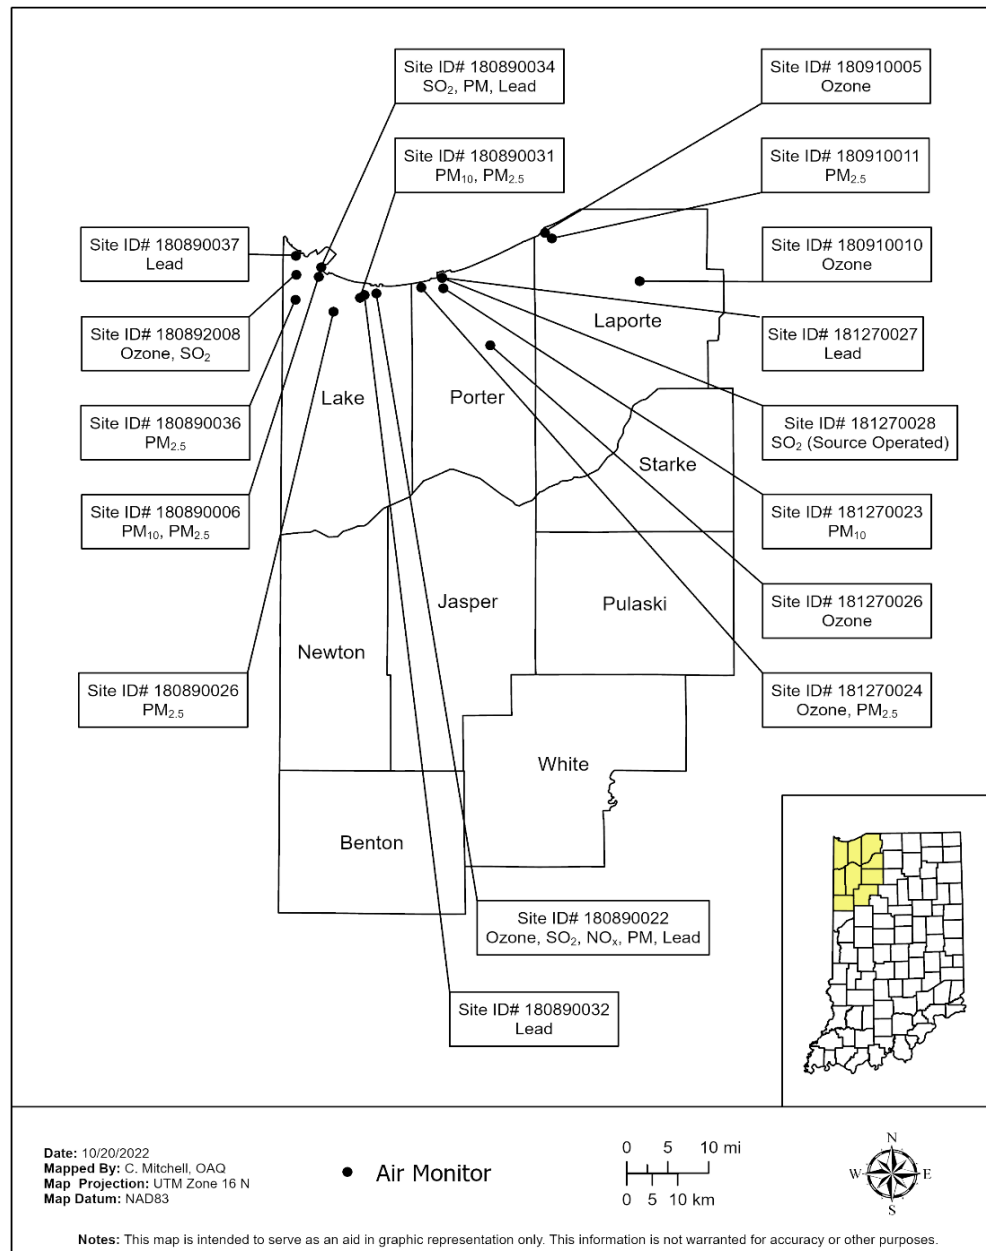 Site ID# 180890034
SO₂, PM, Lead
Site ID# 180910005
Ozone
Site ID# 180890031
PM₁₀, PM₂.₅
Site ID# 180910011
PM₂.₅
Site ID# 180890037
Lead
Site ID# 180910010
Ozone
Site ID# 180892008
Ozone, SO₂
Laporte
Site ID# 181270027
Lead
Lake
Porter
Site ID# 180890036
PM₂.₅
Site ID# 181270028
SO₂ (Source Operated)
Starke
Site ID# 180890006
PM₁₀, PM₂.₅
Site ID# 181270023
PM₁₀
Jasper
Pulaski
Site ID# 181270026
Ozone
Newton
Site ID# 180890026
PM₂.₅
Site ID# 181270024
Ozone, PM₂.₅
White
Benton
Site ID# 180890022
Ozone, SO₂, NOₓ, PM, Lead
Site ID# 180890032
Lead
Date: 10/20/2022
Mapped By: C. Mitchell, OAQ
Map Projection: UTM Zone 16 N
Map Datum: NAD83
Air Monitor
0 5 10 mi
0 5 10 km
N
W E
S
Notes: This map is intended to serve as an aid in graphic representation only. This information is not warranted for accuracy or other purposes.